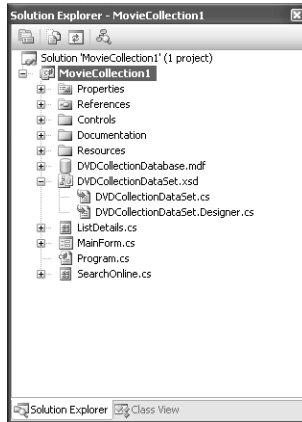 Solution Explorer - MovieCollection1
Solution 'MovieCollection1' (1 project)
MovieCollection1
Properties
References
Controls
Documentation
Resources
DVDCollectionDatabase.mdf
DVDCollectionDataSet.xsd
DVDCollectionDataSet.cs
DVDCollectionDataSet.Designer.cs
ListDetails.cs
MainForm.cs
Program.cs
SearchOnline.cs
Solution Explorer Class View